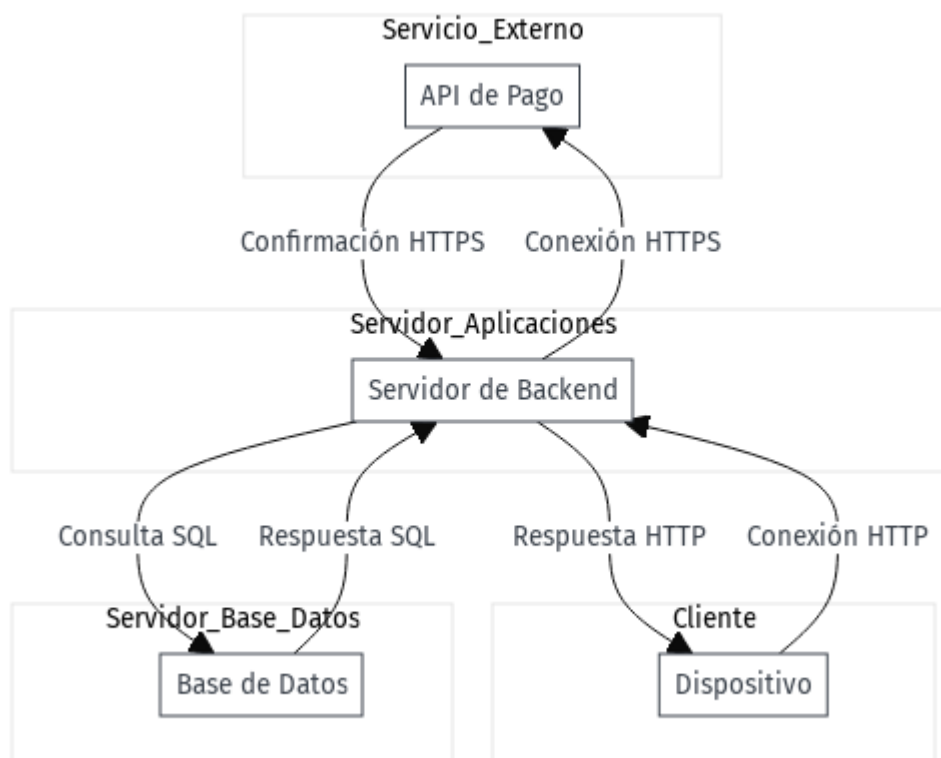 Servicio_Externo
API de Pago
Confirmación HTTPS
Conexión HTTPS
Servidor_Aplicaciones
Servidor de Backend
Consulta SQL
Respuesta SQL
Respuesta HTTP
Conexión HTTP
Servidor_Base_Datos
Cliente
Base de Datos
Dispositivo